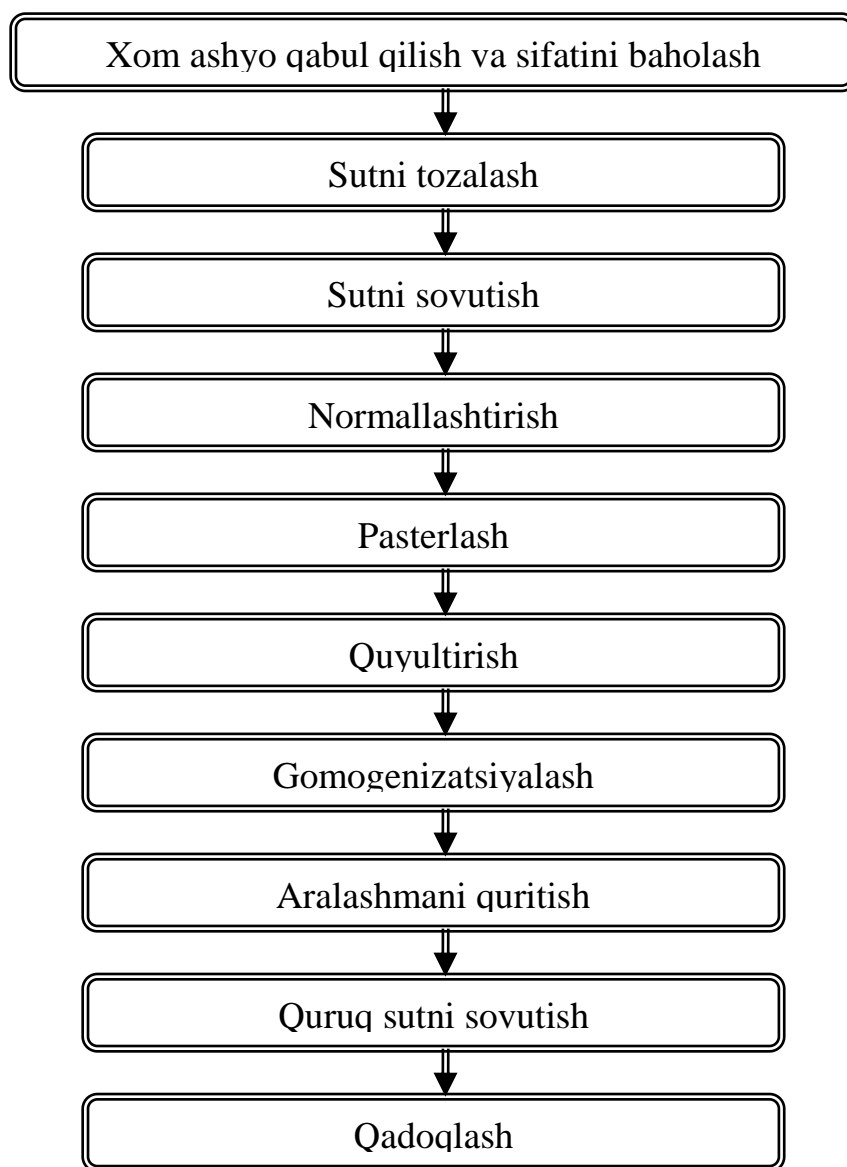 Xom ashyo qabul qilish va sifatini baholash
Sutni tozalash
Sutni sovutish
Normallashtirish
Pasterlash
Quyultirish
Gomogenizatsiyalash
Aralashmani quritish
Quruq sutni sovutish
Qadoqlash